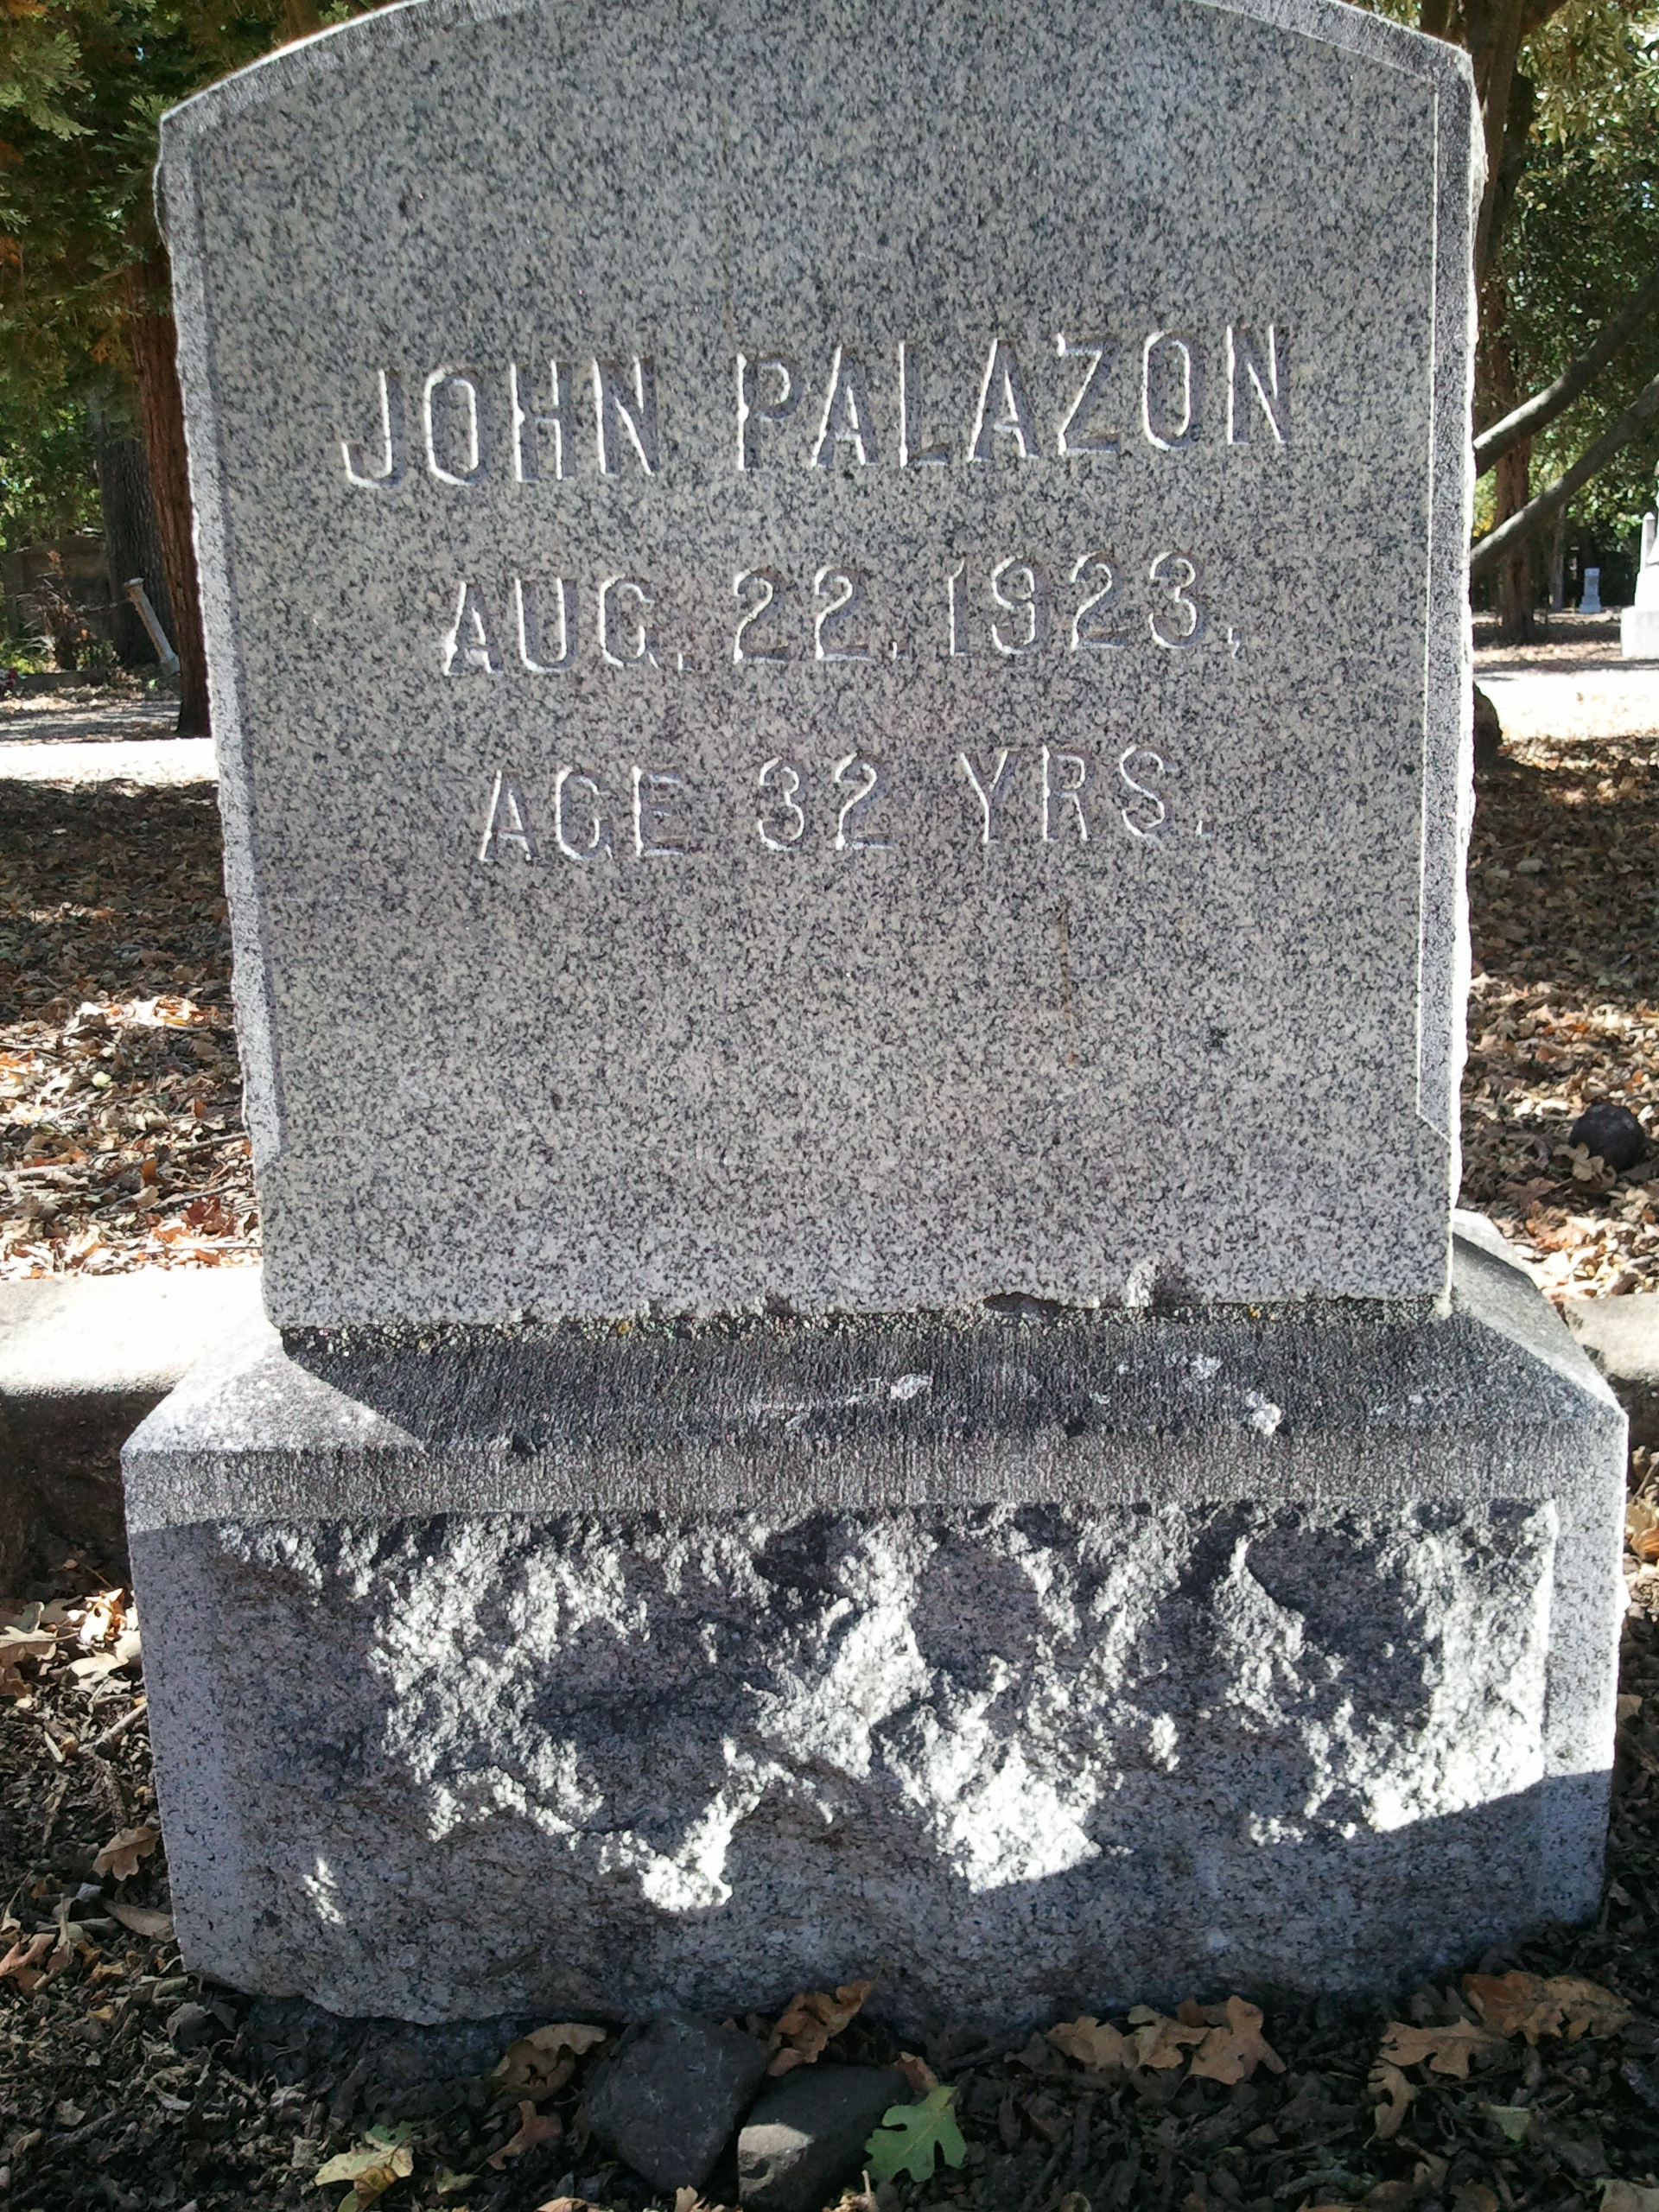 JOHN PALAZON
AUG. 22, 1923,
AGE 32 YRS.